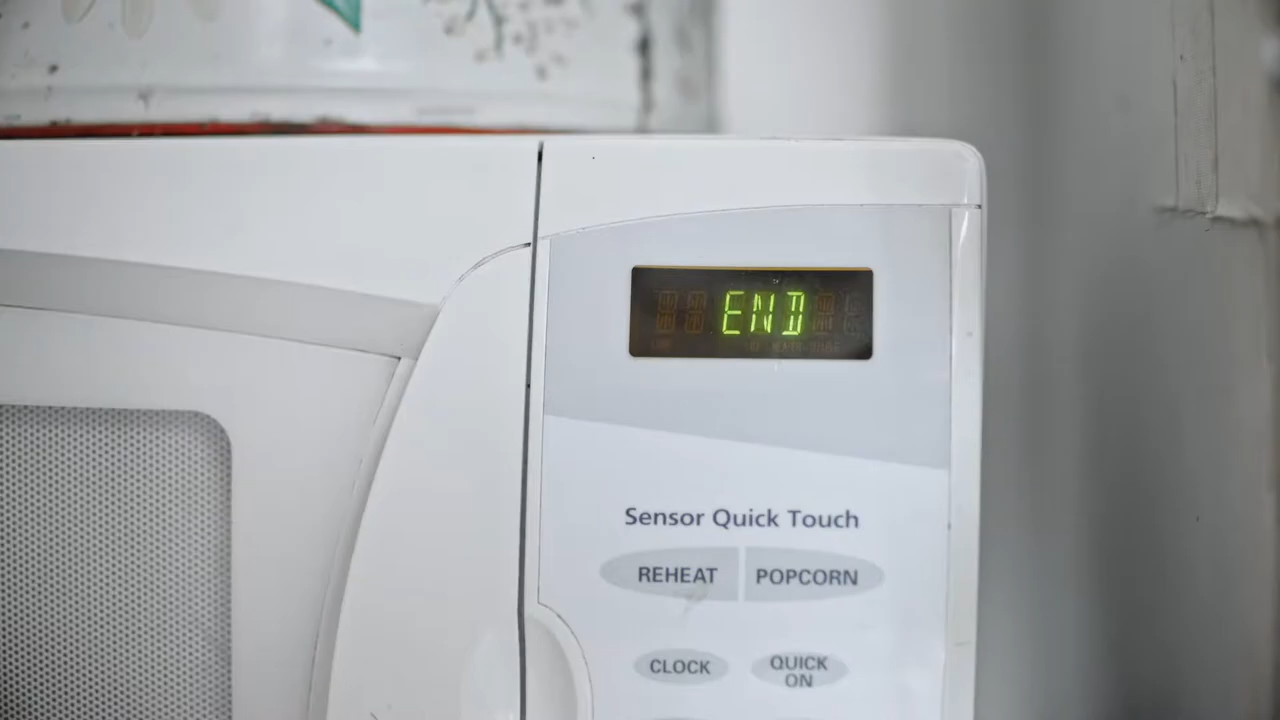 END
Sensor Quick Touch
REHEAT POPCORN
CLOCK QUICK
ON